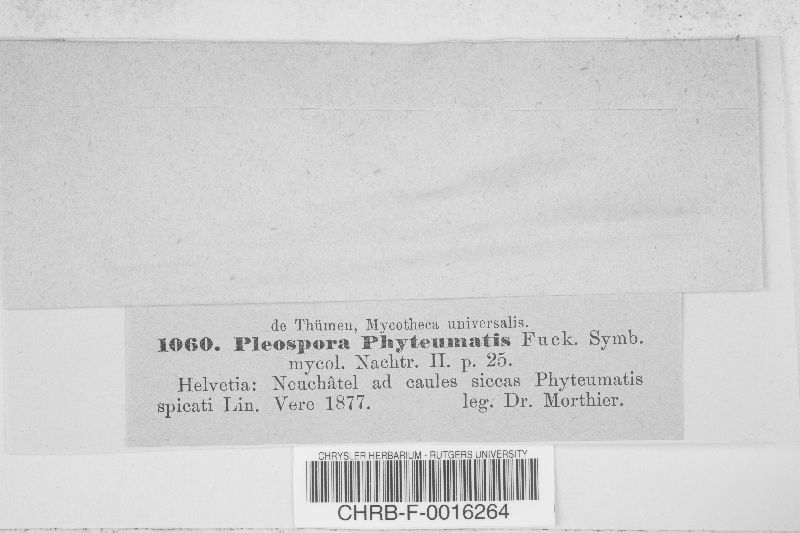 de Thümen, Mycotheca universalis.
1060. Pleospora Phyteumatis Fuck. Symb.
mycol. Nachtr. II. p. 25.
Helvetia: Neuchâtel ad caules siccas Phyteumatis
spicati Lin. Vere 1877. leg. Dr. Morthier.
CHRYSLER HERBARIUM - RUTGERS UNIVERSITY
CHRB-F-0016264